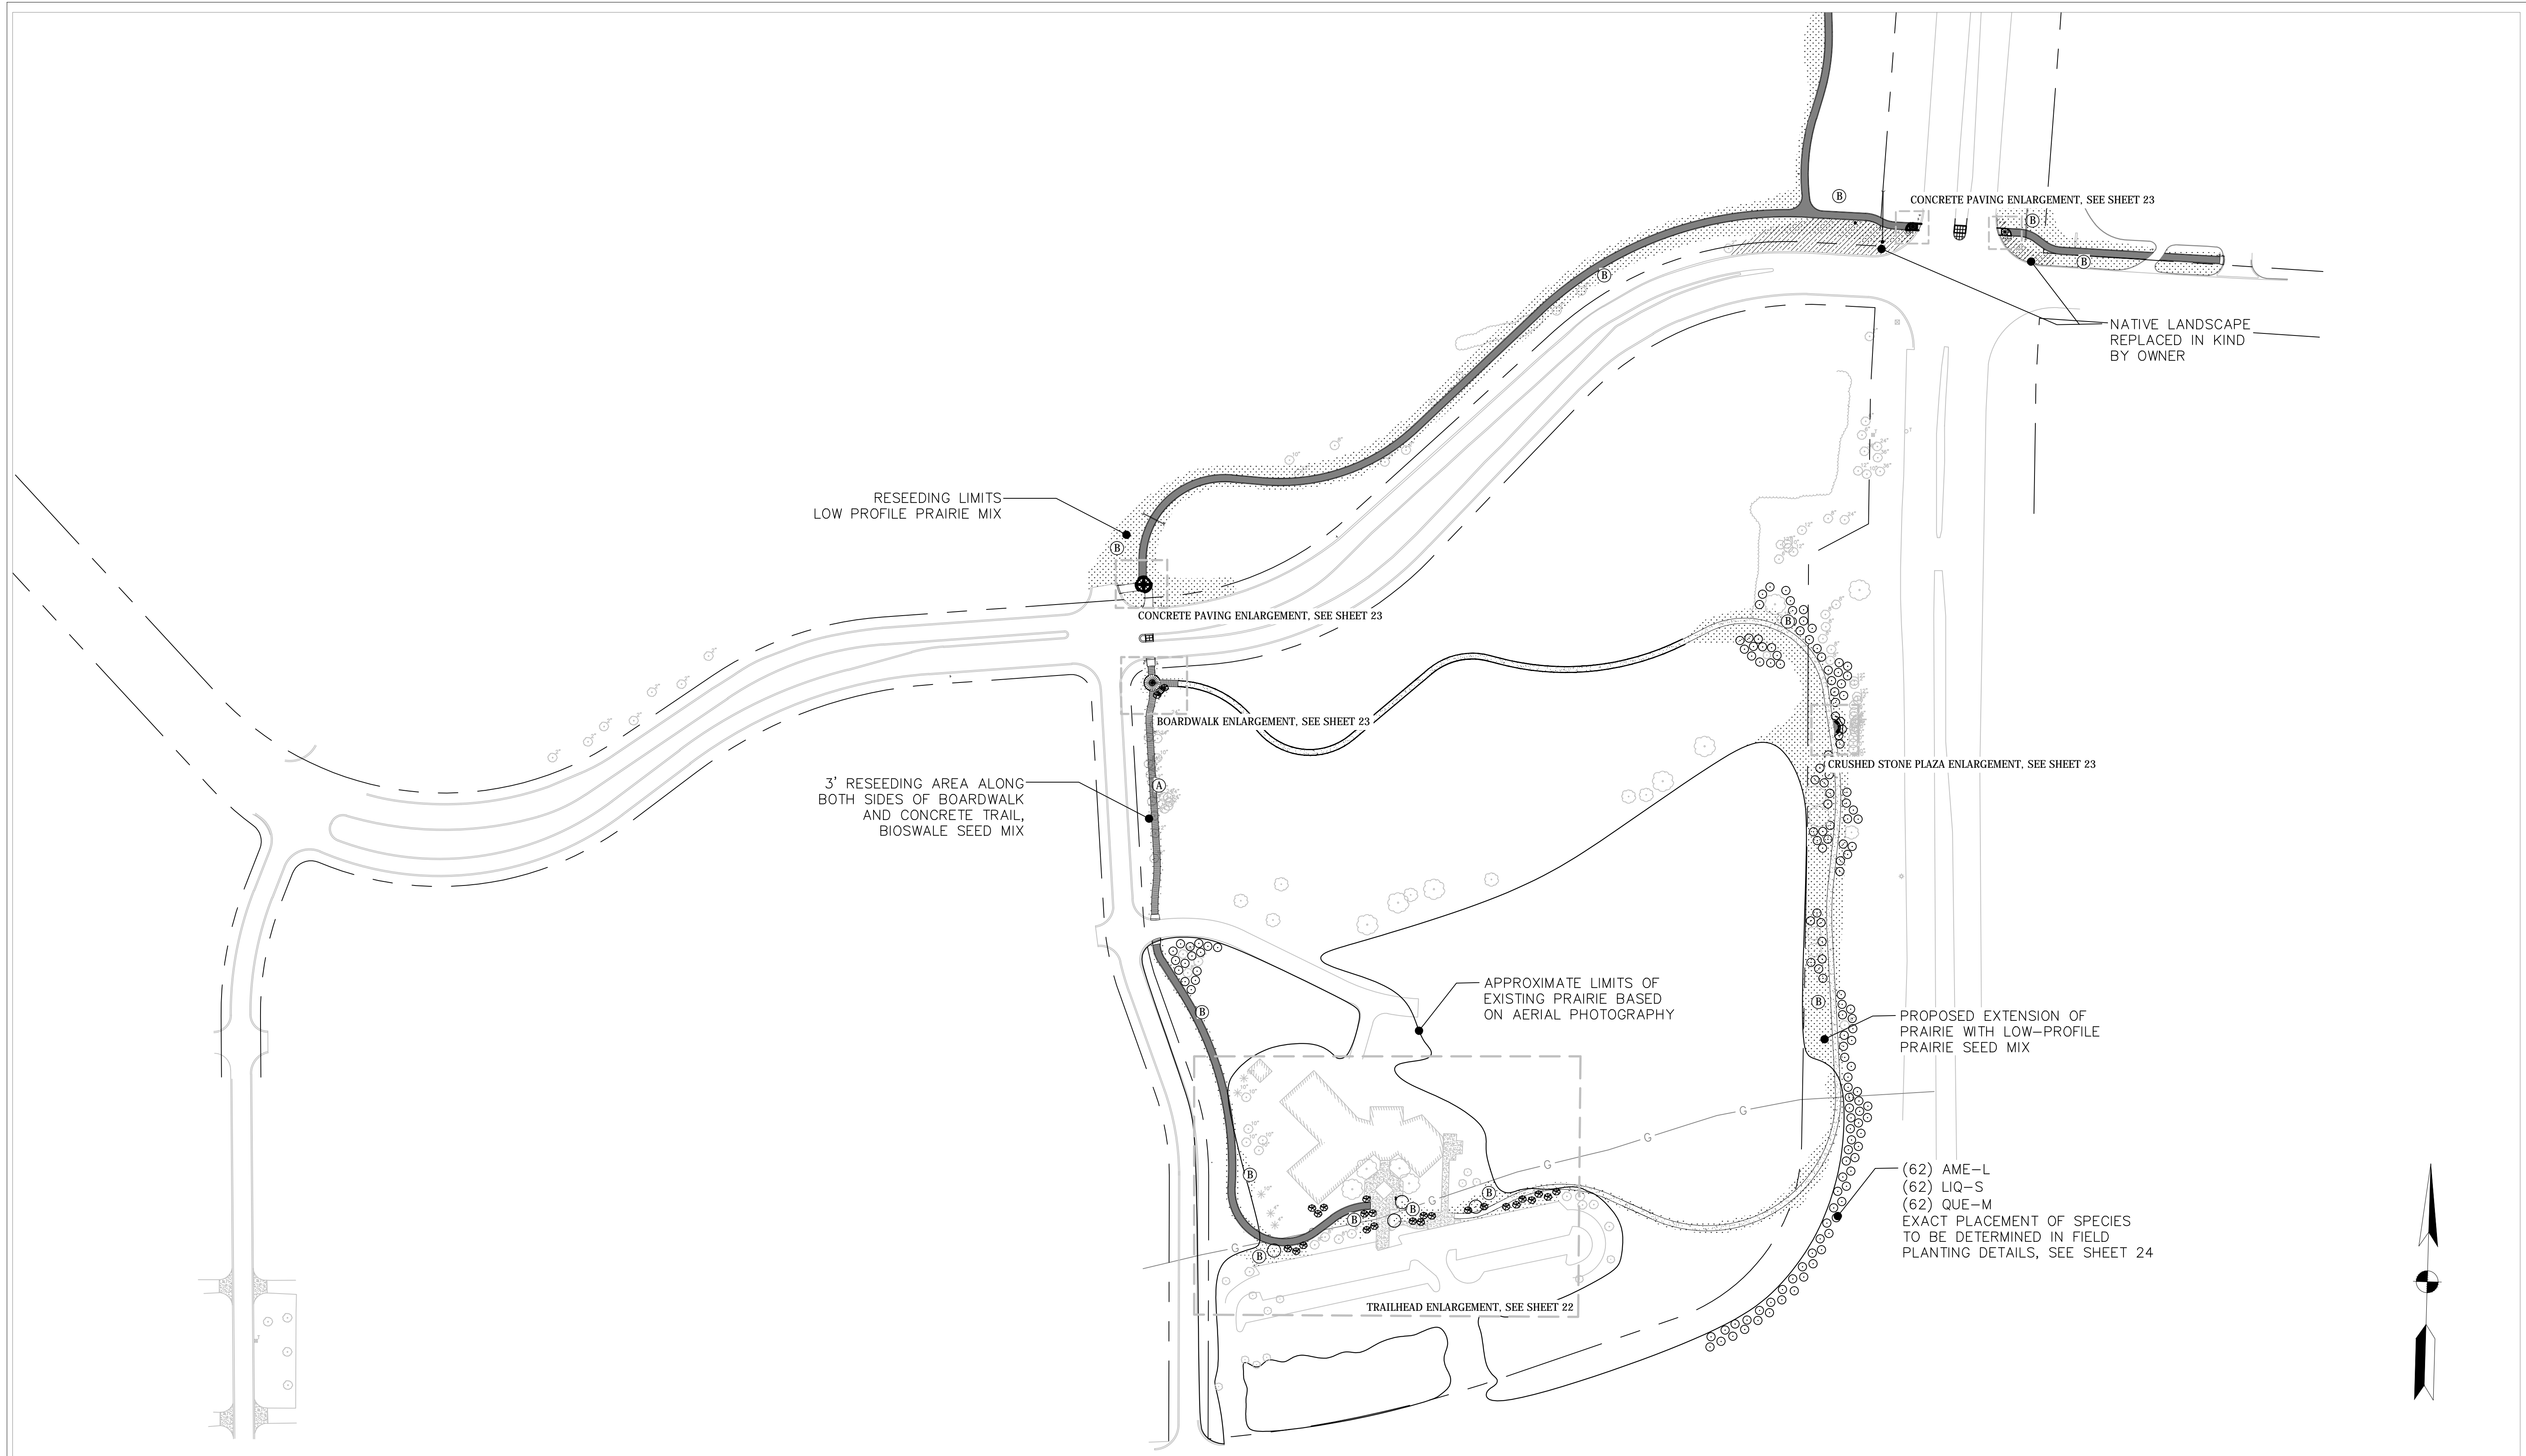 CONCRETE PAVING ENLARGEMENT, SEE SHEET 23
B
B
B
B
NATIVE LANDSCAPE
REPLACED IN KIND
BY OWNER
RESEEDING LIMITS
LOW PROFILE PRAIRIE MIX
B
CONCRETE PAVING ENLARGEMENT, SEE SHEET 23
B
BOARDWALK ENLARGEMENT, SEE SHEET 23
CRUSHED STONE PLAZA ENLARGEMENT, SEE SHEET 23
3' RESEEDING AREA ALONG
BOTH SIDES OF BOARDWALK
AND CONCRETE TRAIL,
BIOSWALE SEED MIX
A
APPROXIMATE LIMITS OF
EXISTING PRAIRIE BASED
ON AERIAL PHOTOGRAPHY
B
B
PROPOSED EXTENSION OF
PRAIRIE WITH LOW-PROFILE
PRAIRIE SEED MIX
G
G
G
G
G
B
B
B
B
B
(62) AME-L
(62) LIQ-S
(62) QUE-M
EXACT PLACEMENT OF SPECIES
TO BE DETERMINED IN FIELD
PLANTING DETAILS, SEE SHEET 24
TRAILHEAD ENLARGEMENT, SEE SHEET 22